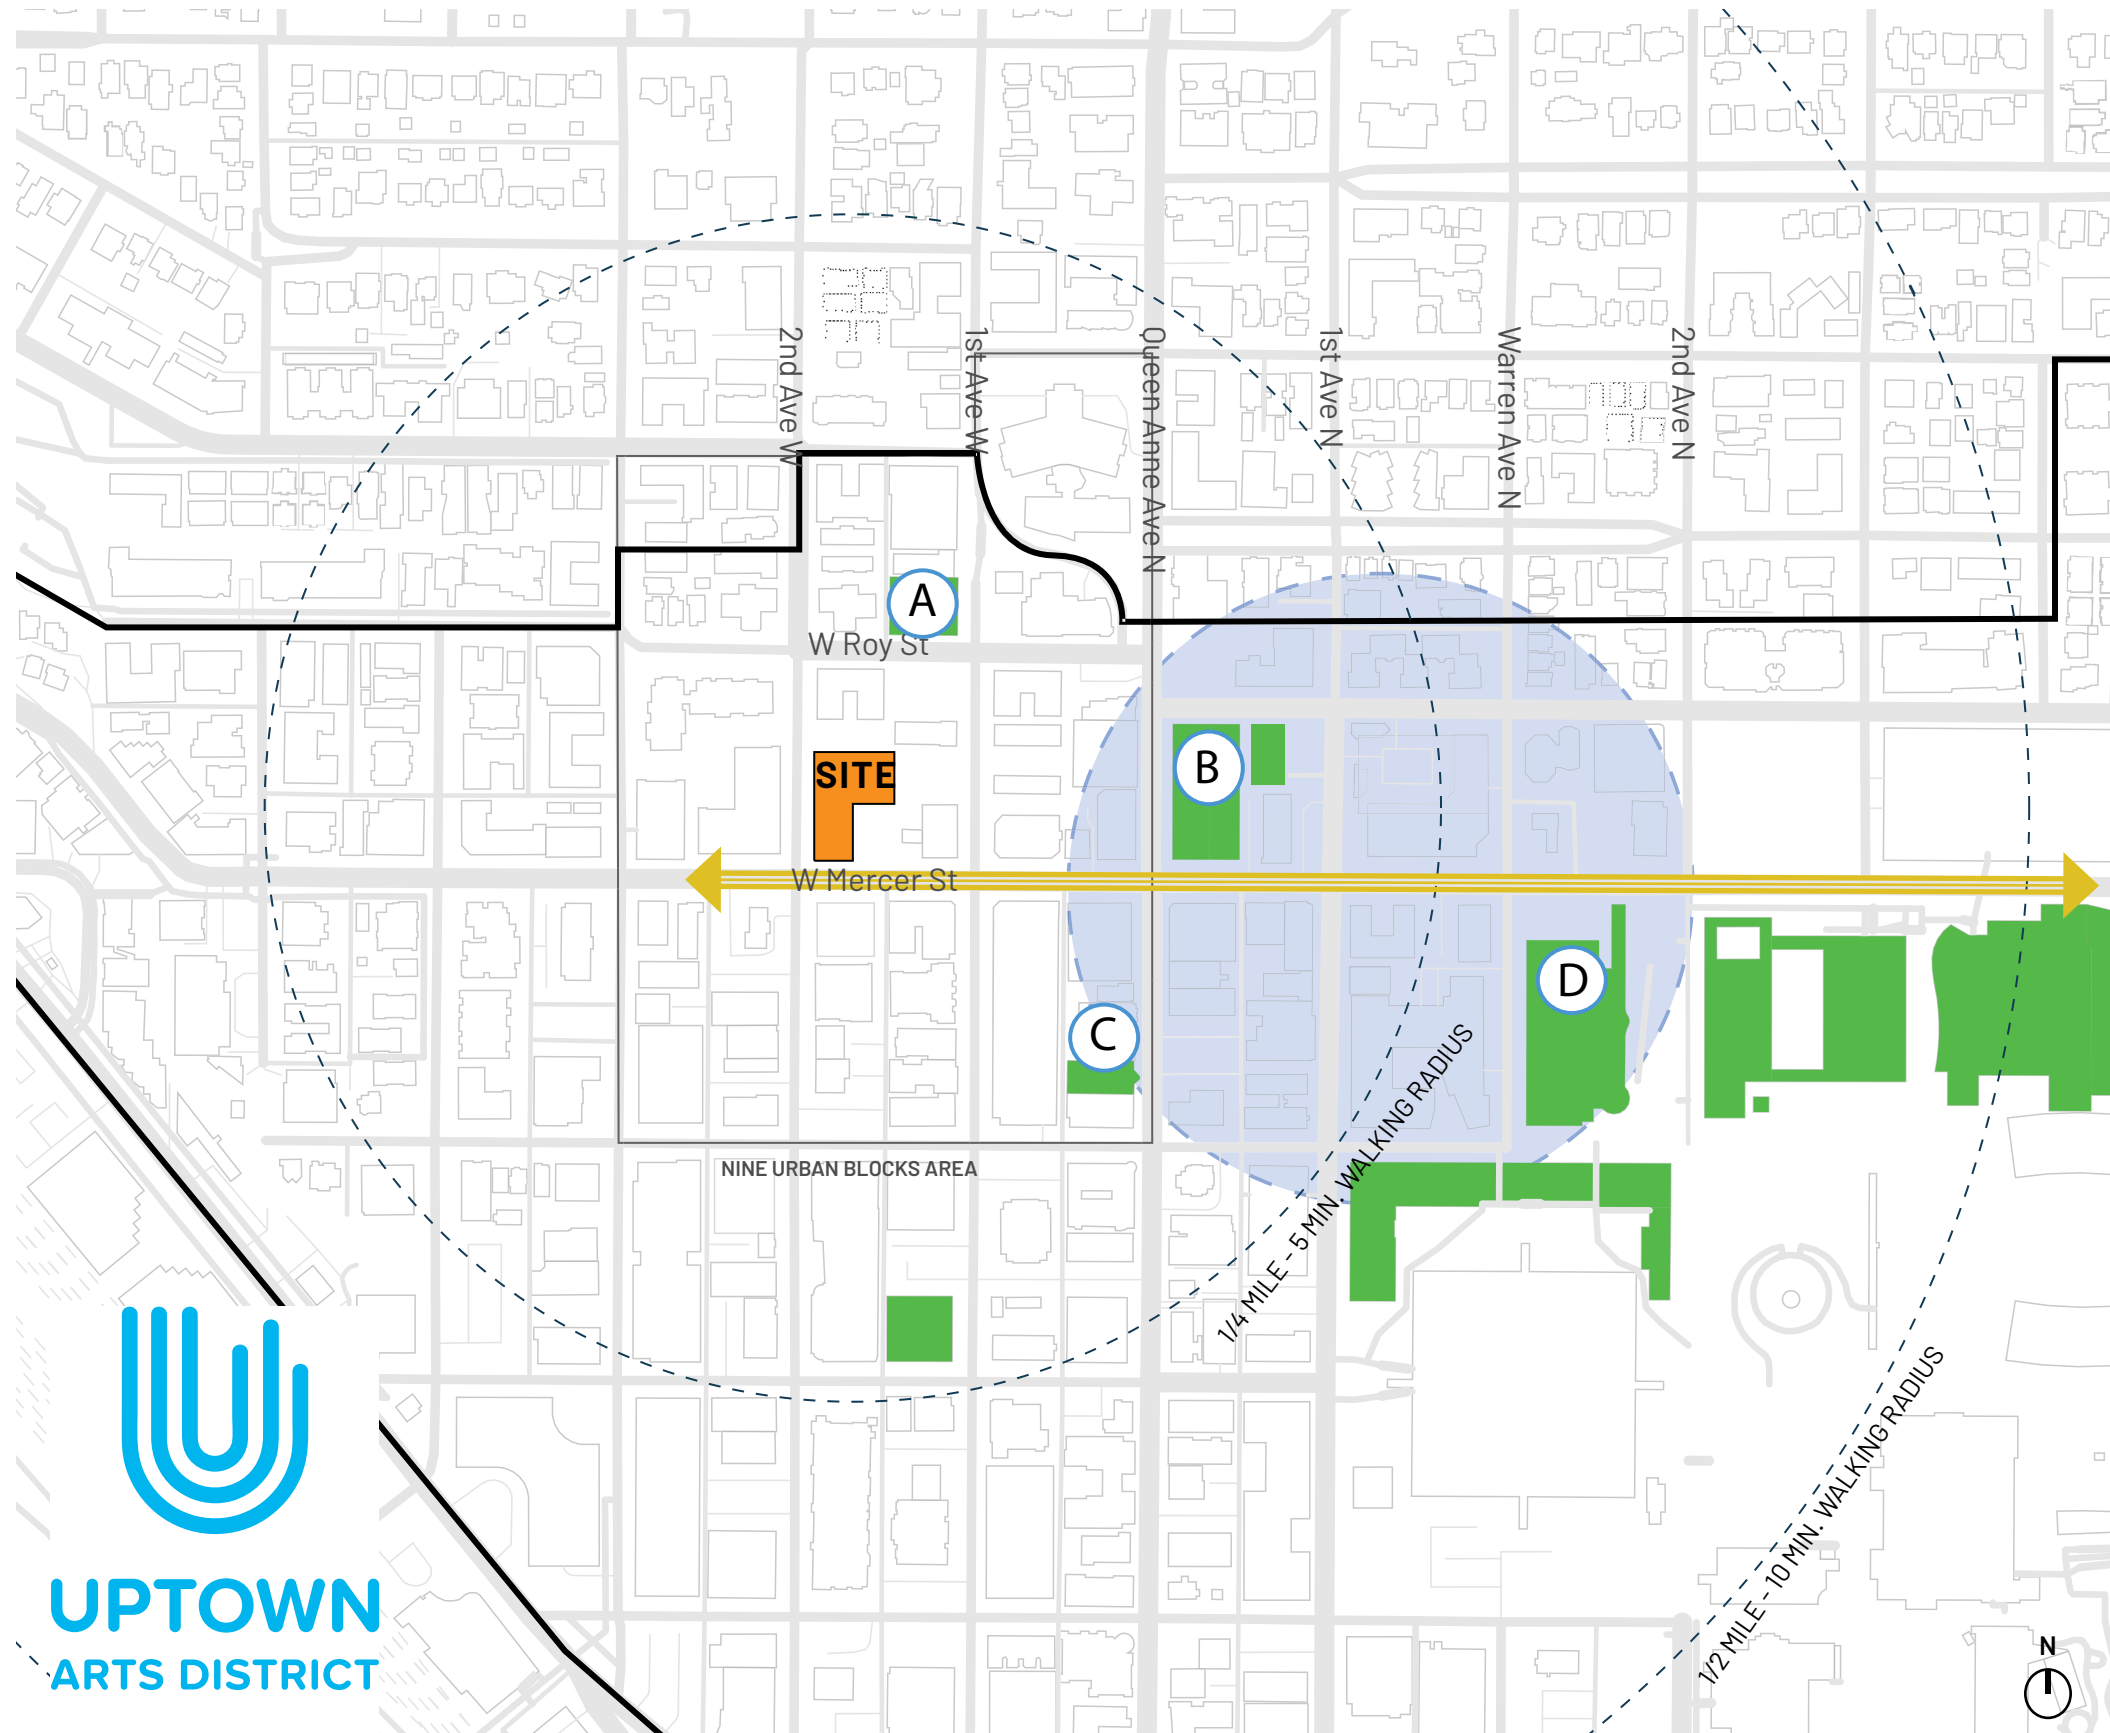 2nd Ave W
1st Ave W
Queen Anne Ave N
1st Ave N
Warren Ave N
2nd Ave N
A
W Roy St
B
SITE
W Mercer St
D
C
1/4 MILE - 5 MIN. WALKING RADIUS
NINE URBAN BLOCKS AREA
1/2 MILE - 10 MIN. WALKING RADIUS
UPTOWN
ARTS DISTRICT
N